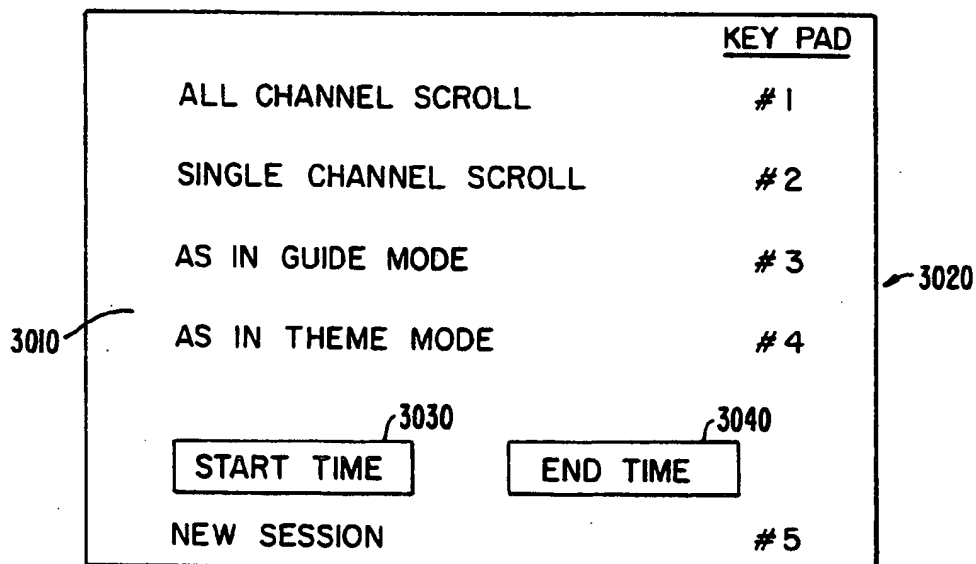 KEY PAD
ALL CHANNEL SCROLL #1
SINGLE CHANNEL SCROLL #2
AS IN GUIDE MODE #3
3020
3010
AS IN THEME MODE #4
3030 3040
START TIME END TIME
NEW SESSION #5